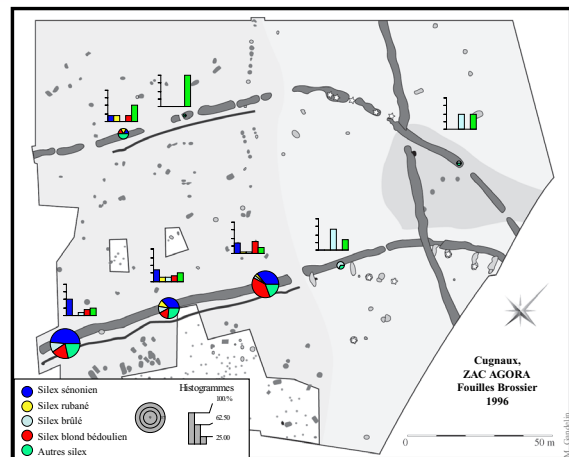 Cugnaux,
ZAC AGORA
Fouilles Brossier
1996
0 50 m
M. Gandelin
Silex sénonien
Silex rubané
Silex brûlé
Silex blond bédoulien
Autres silex
Histogrammes
100.%
62.50
25.00